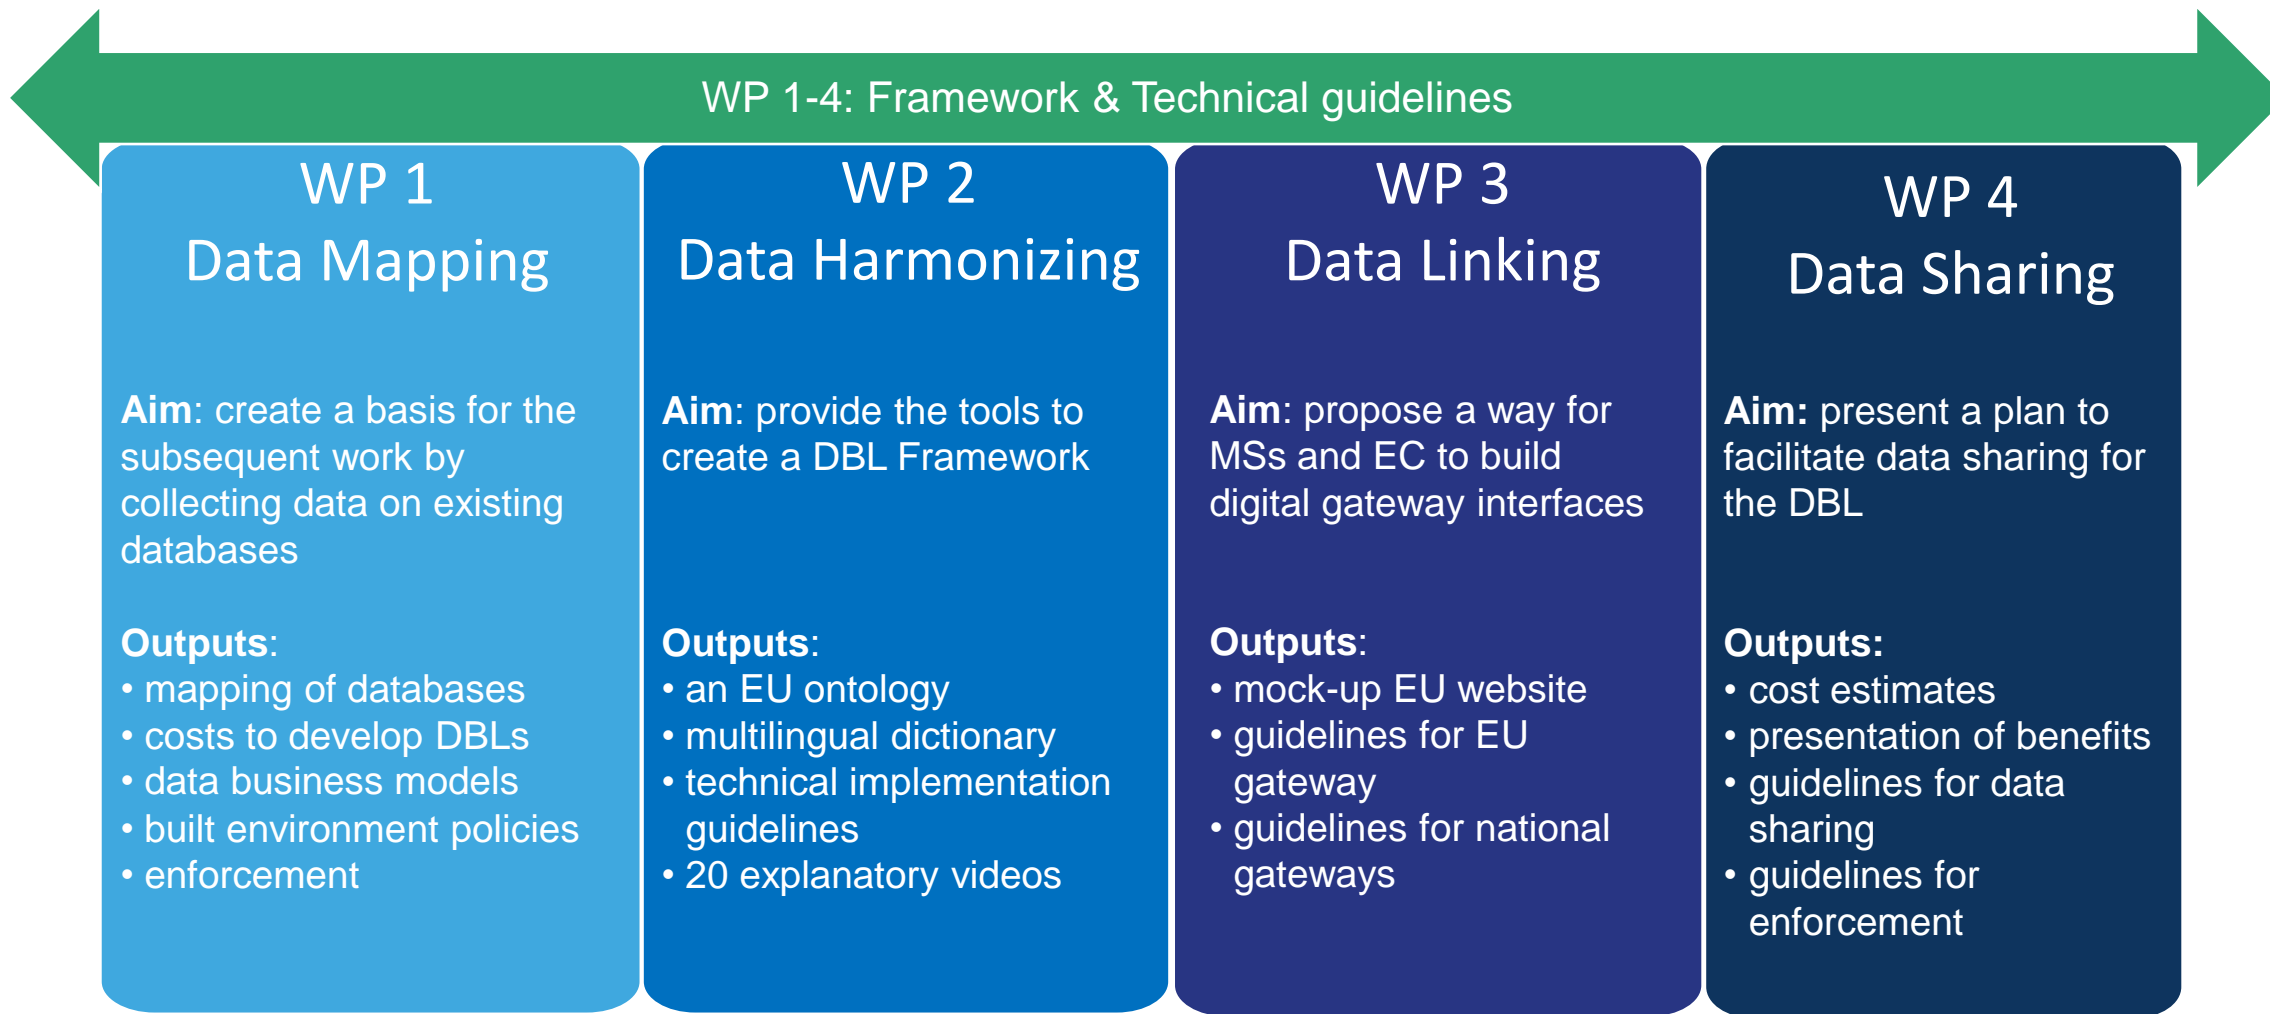 WP 1-4: Framework & Technical guidelines
WP 1
Data Mapping
Aim: create a basis for the
subsequent work by
collecting data on existing
databases
Outputs:
• mapping of databases
• costs to develop DBLs
• data business models
• built environment policies
• enforcement
WP 2
Data Harmonizing
Aim: provide the tools to
create a DBL Framework
Outputs:
• an EU ontology
• multilingual dictionary
• technical implementation
guidelines
• 20 explanatory videos
WP 3
Data Linking
Aim: propose a way for
MSs and EC to build
digital gateway interfaces
Outputs:
• mock-up EU website
• guidelines for EU
gateway
• guidelines for national
gateways
WP 4
Data Sharing
Aim: present a plan to
facilitate data sharing for
the DBL
Outputs:
• cost estimates
• presentation of benefits
• guidelines for data
sharing
• guidelines for
enforcement